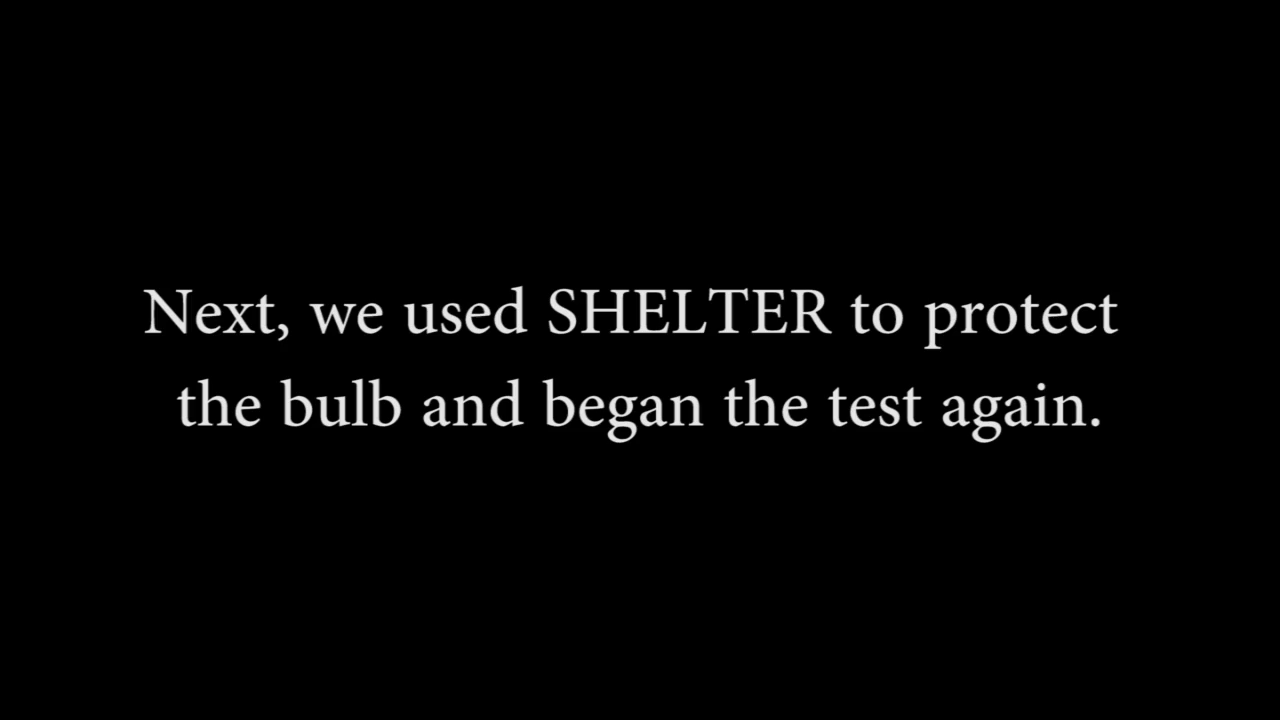 Next, we used SHELTER to protect
the bulb and began the test again.